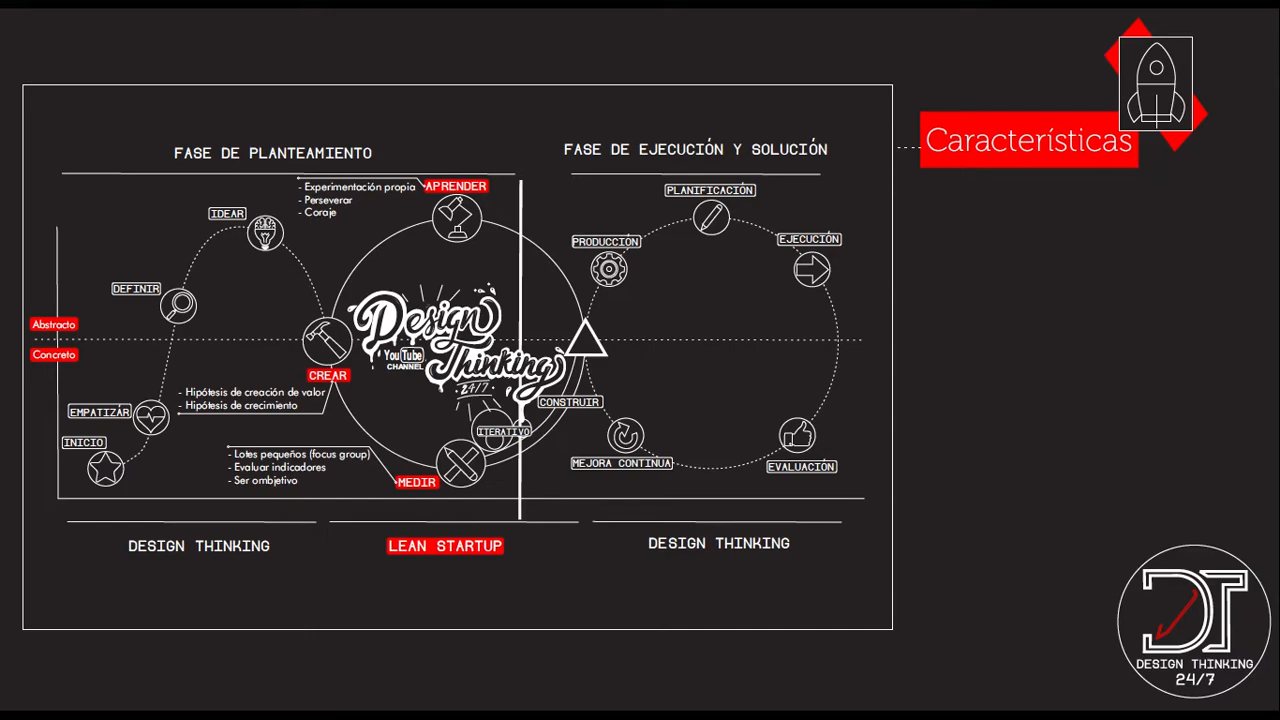 Características
FASE DE PLANTEAMIENTO
FASE DE EJECUCIÓN Y SOLUCIÓN
APRENDER
- Experimentación propia
- Perseverar
- Coraje
IDEAR
DEFINIR
Abstracto
Concreto
CREAR
- Hipótesis de creación de valor
- Hipótesis de crecimiento
EMPATIZÁR
INICIO
- Lotes pequeños (focus group)
- Evaluar indicadores
- Ser ombjetivo
MEDIR
Design
Thinking
24/7
YouTube
CHANNEL
ITERATIVO
CONSTRUIR
PLANIFICACIÓN
PRODUCCIÓN
EJECUCIÓN
MEJORA CONTINUA
EVALUACIÓN
DESIGN THINKING
LEAN STARTUP
DESIGN THINKING
DT
DESIGN THINKING
24/7